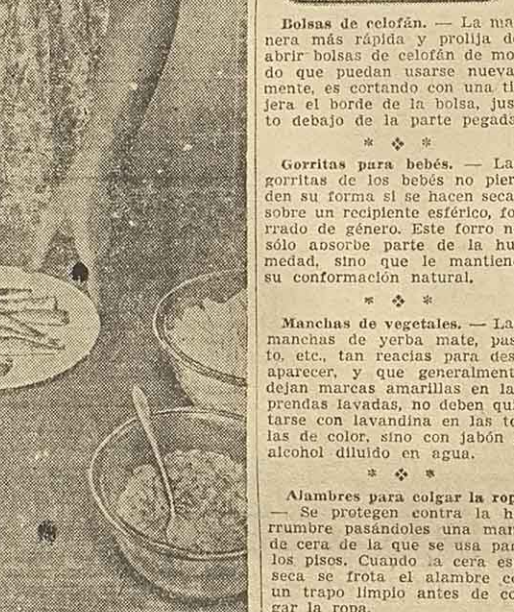 Bolsas de celofán. — La ma
nera más rápida y prolija d
abrir bolsas de celofán de mo
do que puedan usarse nueva
mente, es cortando con una ti
jera el borde de la bolsa, jus
to debajo de la parte pegada
Gorritas para bebés. — La
gorritas de los bebés no pier
den su forma si se hacen seca
sobre un recipiente esférico, fo
rrado de género. Este forro n
sólo absorbe parte de la hu
medad, sino que le mantien
su conformación natural.
Manchas de vegetales. — La
manchas de yerba mate, pas
to, etc., tan reacias para des
aparecer, y que generalment
dejan marcas amarillas en la
prendas lavadas, no deben qui
tarse con lavandina en las te
las de color, sino con jabón
alcohol diluido en agua.
Alambres para colgar la rop
— Se protegen contra la h
rrumbre pasándoles una man
de cera de la que se usa par
los pisos. Cuando la cera es
seca se frota el alambre co
un trapo limpio antes de co
gar la ropa.